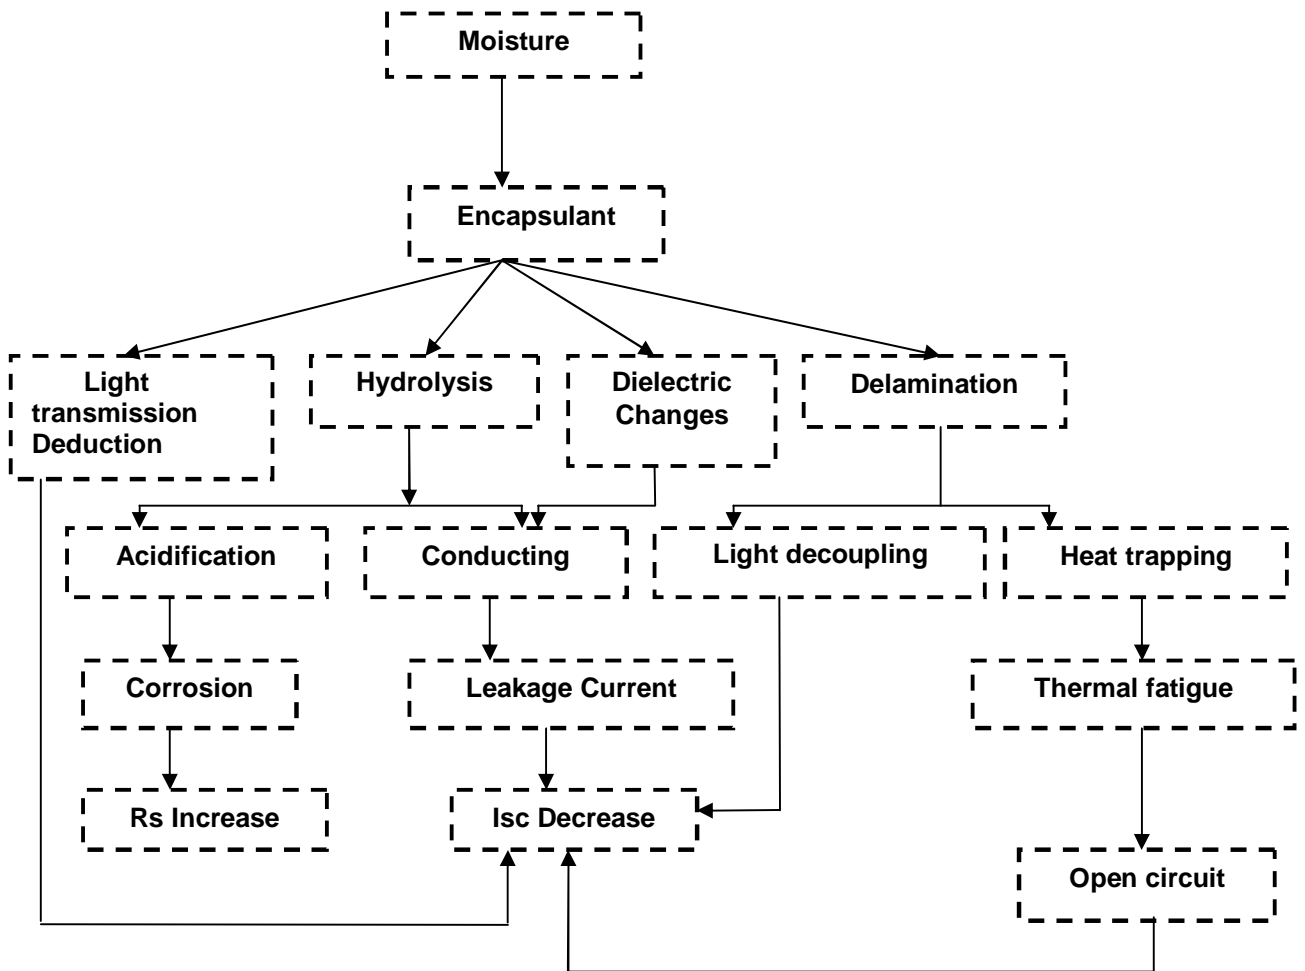 Moisture
Encapsulant
Light
transmission
Deduction
Hydrolysis
Dielectric
Changes
Delamination
Acidification
Conducting
Light decoupling
Heat trapping
Corrosion
Leakage Current
Thermal fatigue
Rs Increase
Isc Decrease
Open circuit